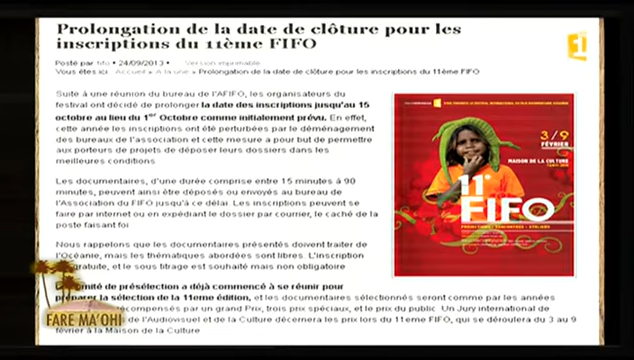 Prolongation de la date de clôture pour les
inscriptions du 11ème FIFO
1
Posté par fifo • 24/09/2013 • Version imprimable
Vous êtes ici : Accueil » A la une » Prolongation de la date de clôture pour les inscriptions du 11ème FIFO
Suite à une réunion du bureau de l'AFIFO, les organisateurs du
festival ont décidé de prolonger la date des inscriptions jusqu'au 15
octobre au lieu du 1er Octobre comme initialement prévu. En effet,
cette année les inscriptions ont été perturbées par le déménagement
des bureaux de l'association et cette mesure a pour but de permettre
aux porteurs de projets de déposer leurs dossiers dans les
meilleures conditions
Les documentaires, d'une durée comprise entre 15 minutes à 90
minutes, peuvent ainsi être déposés ou envoyés au bureau de
l'Association du FIFO jusqu'à ce délai. Les inscriptions peuvent se
faire par internet ou en expédiant le dossier par courrier, le caché de la
poste faisant foi
Nous rappelons que les documentaires présentés doivent traiter de
l'Océanie, mais les thématiques abordées sont libres. L'inscription
gratuite, et le sous titrage est souhaité mais non obligatoire
comité de présélection a déjà commencé à se réunir pour
préparer la sélection de la 11eme édition, et les documentaires sélectionnés seront comme par les années
récompensés par un grand Prix, trois prix spéciaux, et le prix du public. Un Jury international de
de l'Audiovisuel et de la Culture décernera les prix lors du 11eme FIFO, qui se déroulera du 3 au 9
février à la Maison de la Culture
3/9
FÉVRIER
MAISON DE LA CULTURE
11e
FIFO
PROJECTIONS • RENCONTRES • ATELIERS
FARE MA'OHI